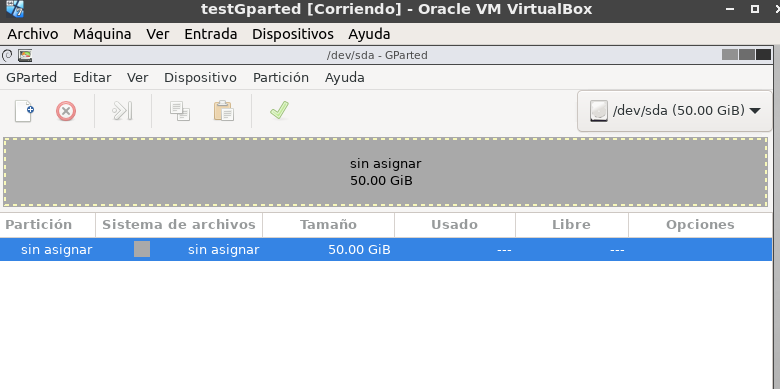 testGparted [Corriendo] - Oracle VM VirtualBox
Archivo Máquina Ver Entrada Dispositivos Ayuda
/dev/sda - GParted
GParted Editar Ver Dispositivo Partición Ayuda
/dev/sda (50.00 GiB)
sin asignar
50.00 GiB
Partición Sistema de archivos Tamaño Usado Libre Opciones
sin asignar sin asignar 50.00 GiB --- ---